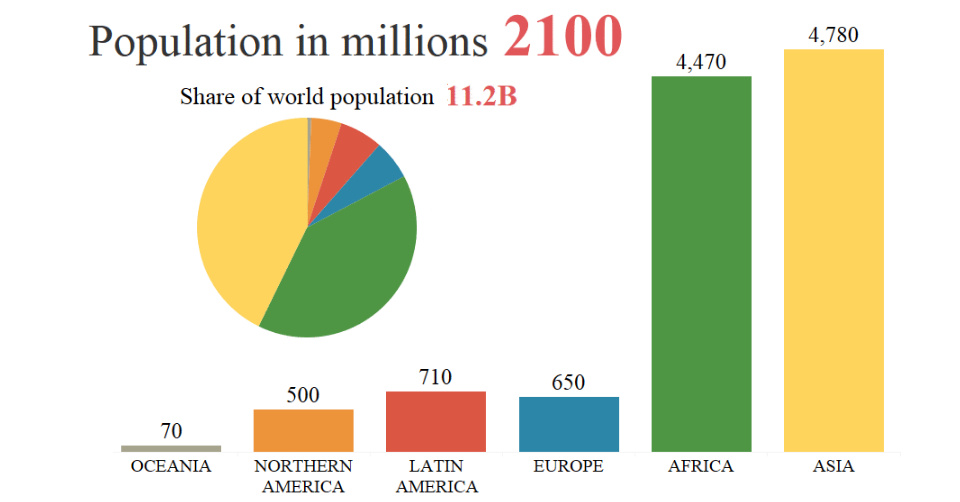 Population in millions 2100
Share of world population 11.2B
4,780
4,470
710
650
500
70
OCEANIA
NORTHERN AMERICA
LATIN AMERICA
EUROPE
AFRICA
ASIA